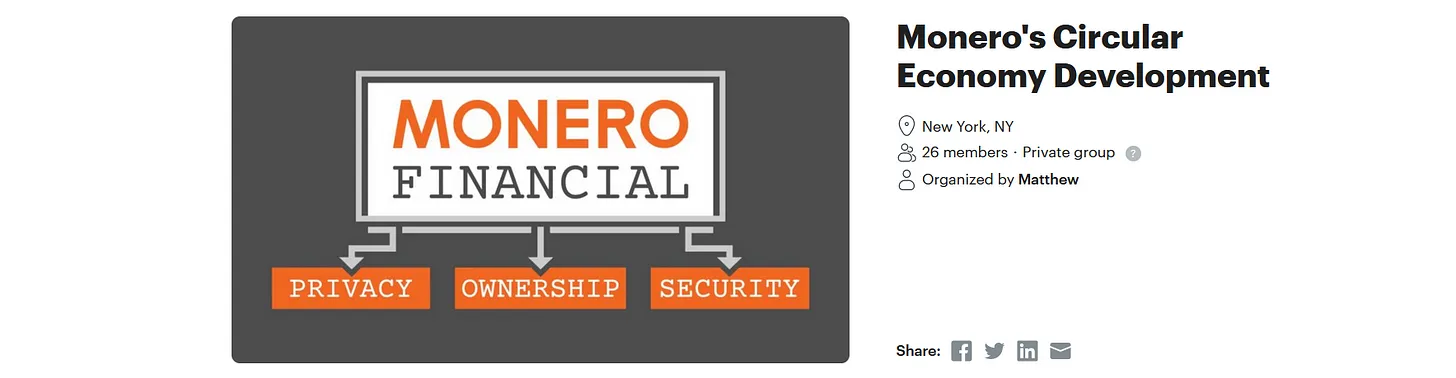 MONERO
FINANCIAL
PRIVACY
OWNERSHIP
SECURITY
Monero's Circular
Economy Development
New York, NY
26 members · Private group ?
Organized by Matthew
Share: